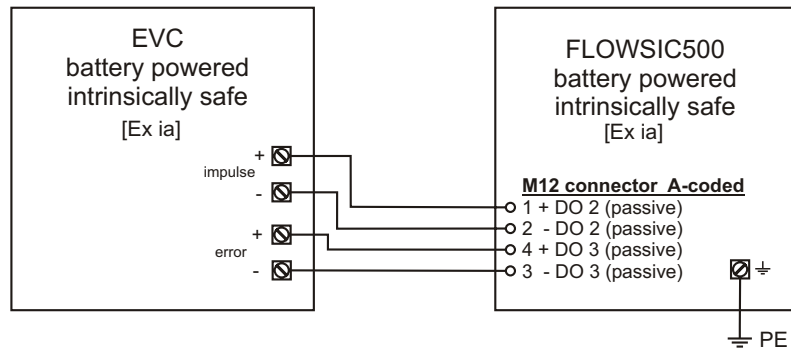 EVC
battery powered
intrinsically safe
[Ex ia]
+
impulse
-
+
error
-
FLOWSIC500
battery powered
intrinsically safe
[Ex ia]
M12 connector A-coded
1 + DO 2 (passive)
2 - DO 2 (passive)
4 + DO 3 (passive)
3 - DO 3 (passive)
PE